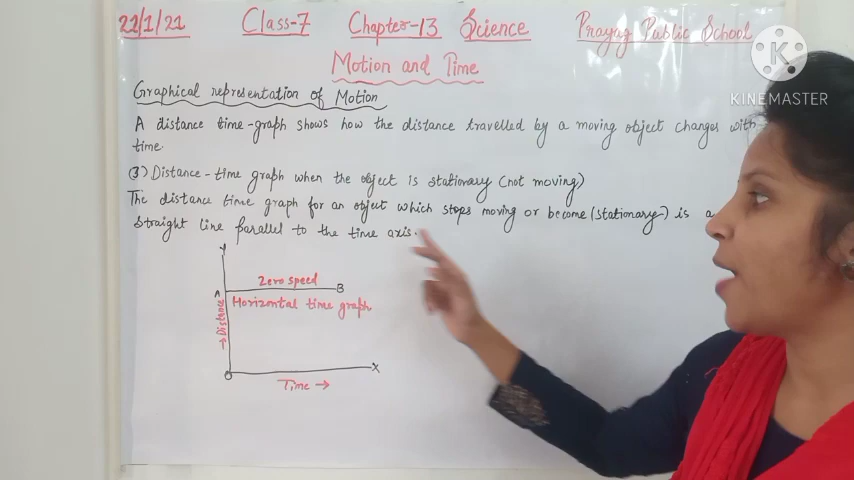 22/1/21 Class-7 Chapter-13 Science Prayag Public School
Motion and Time
KINEMASTER
Graphical representation of Motion
A distance time-graph shows how the distance travelled by a moving object changes with
time.
(3) Distance-time graph when the object is stationary (not moving)
The distance time graph for an object which stops moving or become (stationary) is a
straight line parallel to the time axis.
Y
Zero speed
A B
Horizontal time graph
→Distance
O X
Time →